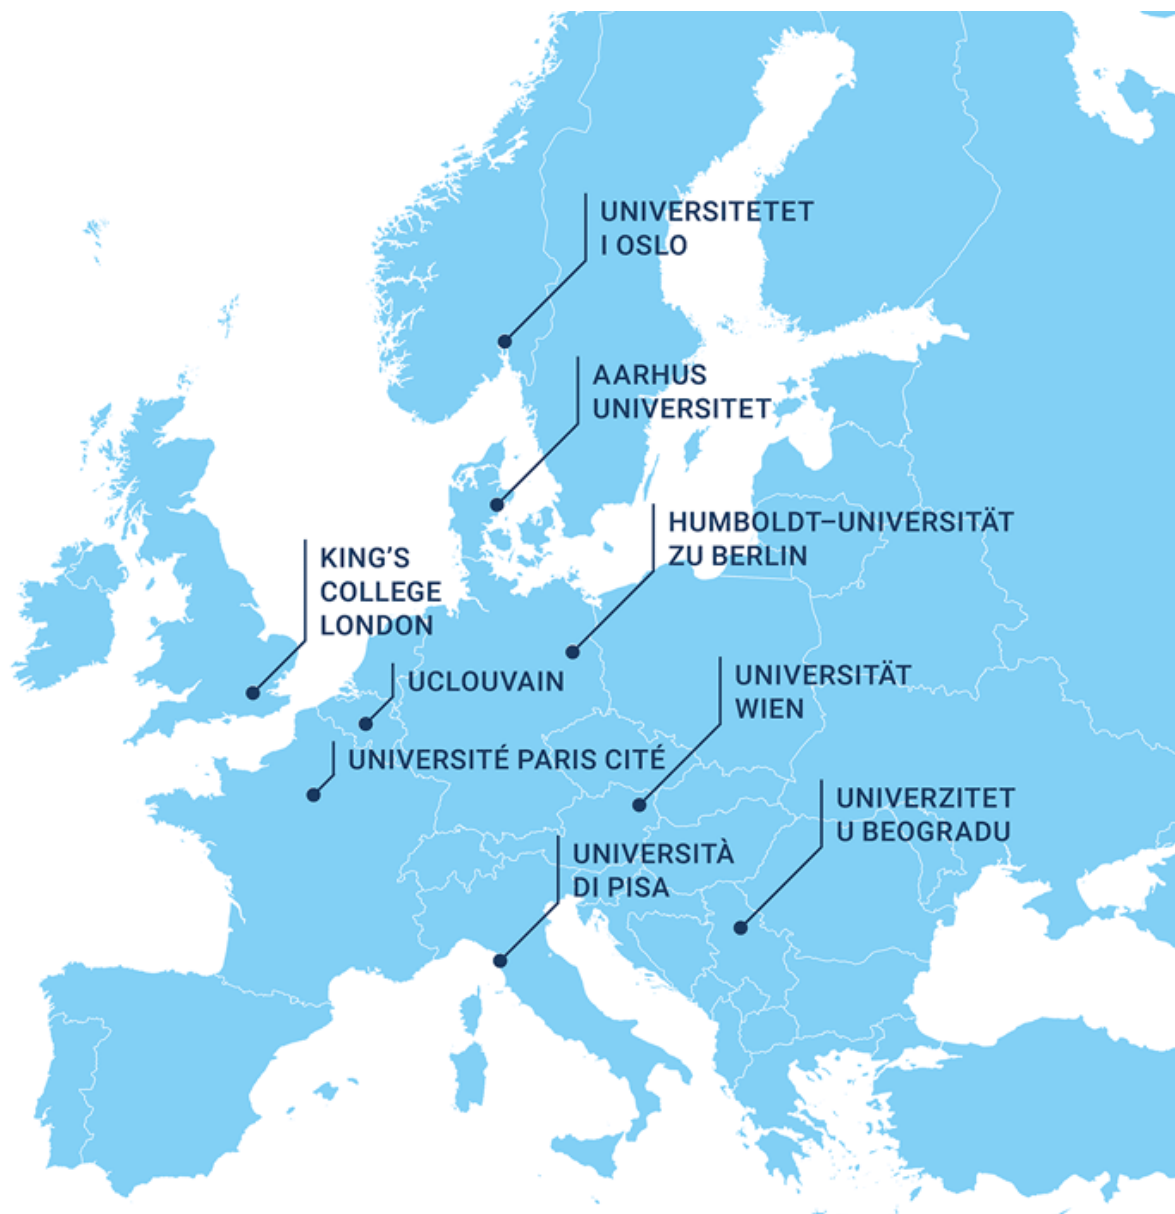 UNIVERSITETET
I OSLO
AARHUS
UNIVERSITET
HUMBOLDT–UNIVERSITÄT
ZU BERLIN
KING’S
COLLEGE
LONDON
UCLOUVAIN
UNIVERSITÄT
WIEN
UNIVERSITÉ PARIS CITÉ
UNIVERZITET
U BEOGRADU
UNIVERSITÀ
DI PISA